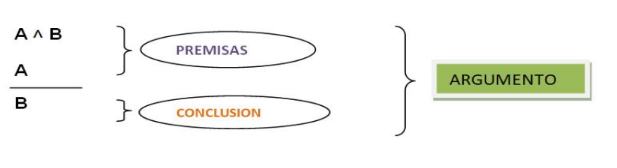 A ∧ B
PREMISAS
A
ARGUMENTO
B
CONCLUSION